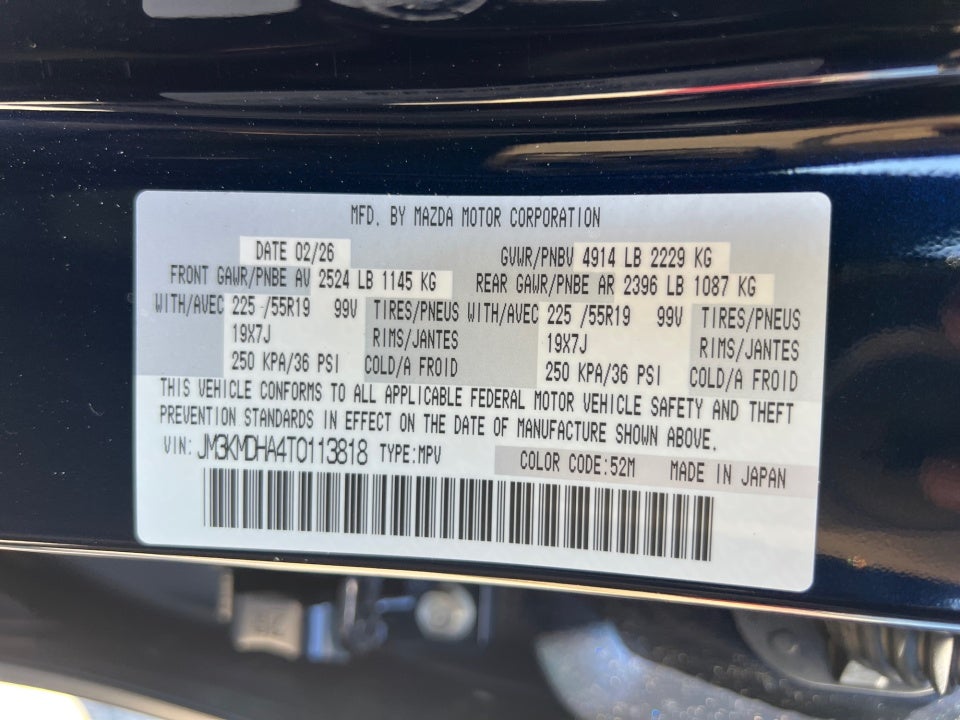 MFD. BY MAZDA MOTOR CORPORATION
DATE 02/26 GVWR/PNBV 4914 LB 2229 KG
FRONT GAWR/PNBE AV 2524 LB 1145 KG REAR GAWR/PNBE AR 2396 LB 1087 KG
WITH/AVEC 225 /55R19 99V TIRES/PNEUS WITH/AVEC 225 /55R19 99V TIRES/PNEUS
19X7J RIMS/JANTES 19X7J RIMS/JANTES
250 KPA/36 PSI COLD/A FROID 250 KPA/36 PSI COLD/A FROID
THIS VEHICLE CONFORMS TO ALL APPLICABLE FEDERAL MOTOR VEHICLE SAFETY AND THEFT
PREVENTION STANDARDS IN EFFECT ON THE DATE OF MANUFACTURE SHOWN ABOVE.
VIN: JM3KMDHA4T0113818 TYPE:MPV COLOR CODE:52M MADE IN JAPAN